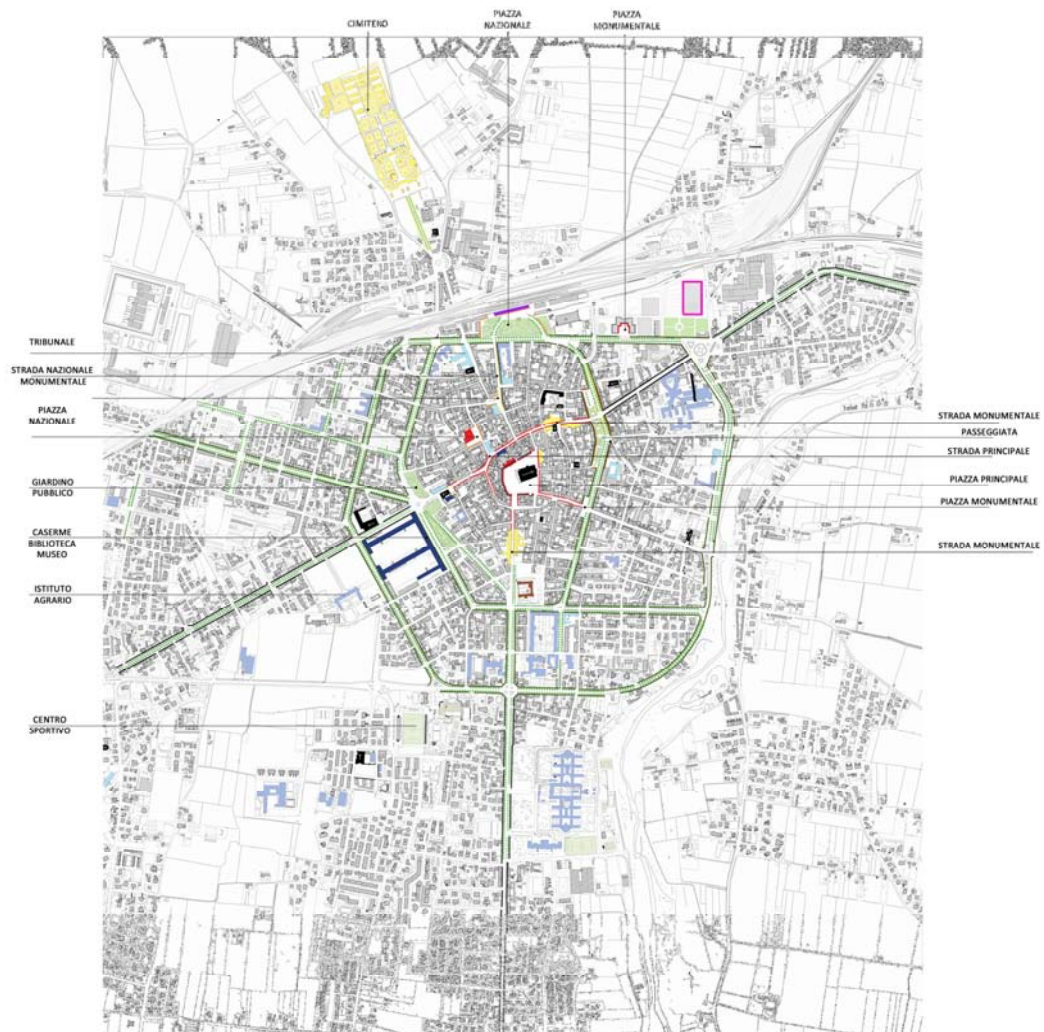 CIMITERO
PIAZZA
NAZIONALE
PIAZZA
MONUMENTALE
TRIBUNALE
STRADA NAZIONALE
MONUMENTALE
PIAZZA
NAZIONALE
GIARDINO
PUBBLICO
CASERME
BIBLIOTECA
MUSEO
ISTITUTO
AGRARIO
CENTRO
SPORTIVO
STRADA MONUMENTALE
PASSEGGIATA
STRADA PRINCIPALE
PIAZZA PRINCIPALE
PIAZZA MONUMENTALE
STRADA MONUMENTALE